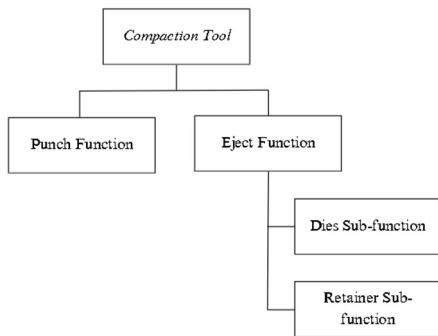 Compaction Tool
Punch Function
Eject Function
Dies Sub-function
Retainer Sub-
function